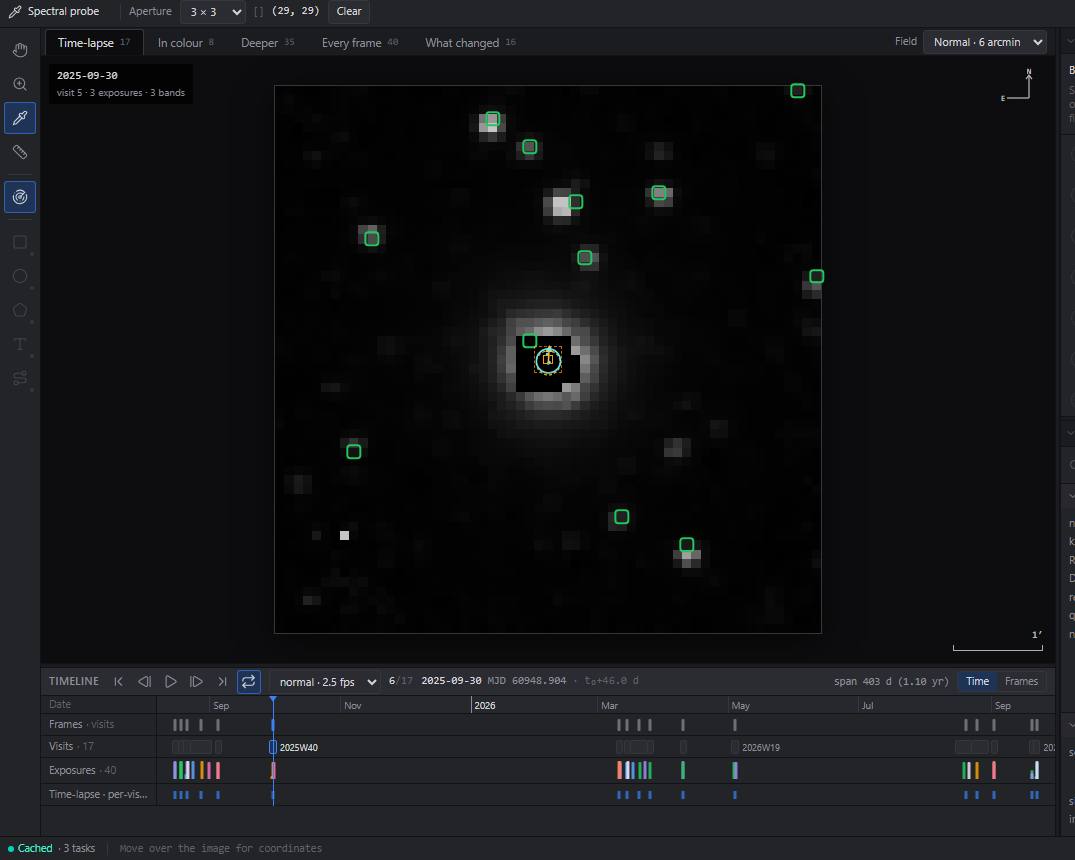 Spectral probe Aperture 3 × 3 [] (29, 29) Clear
Time-lapse 17 In colour 8 Deeper 35 Every frame 40 What changed 16 Field Normal · 6 arcmin
2025-09-30
visit 5 · 3 exposures · 3 bands
N
E
1′
TIMELINE normal · 2.5 fps 6/17 2025-09-30 MJD 60948.904 · t₀+46.0 d span 403 d (1.10 yr) Time Frames
Date Sep Nov 2026 Mar May Jul Sep
Frames · visits
Visits · 17 2025W40 2026W19
Exposures · 40
Time-lapse · per-vis...
Cached · 3 tasks Move over the image for coordinates